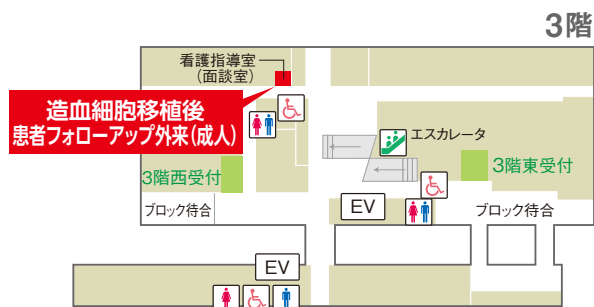 3階
看護指導室
(面談室)
造血細胞移植後
患者フォローアップ外来(成人)
エスカレータ
3階西受付
3階東受付
ブロック待合
EV
ブロック待合
EV